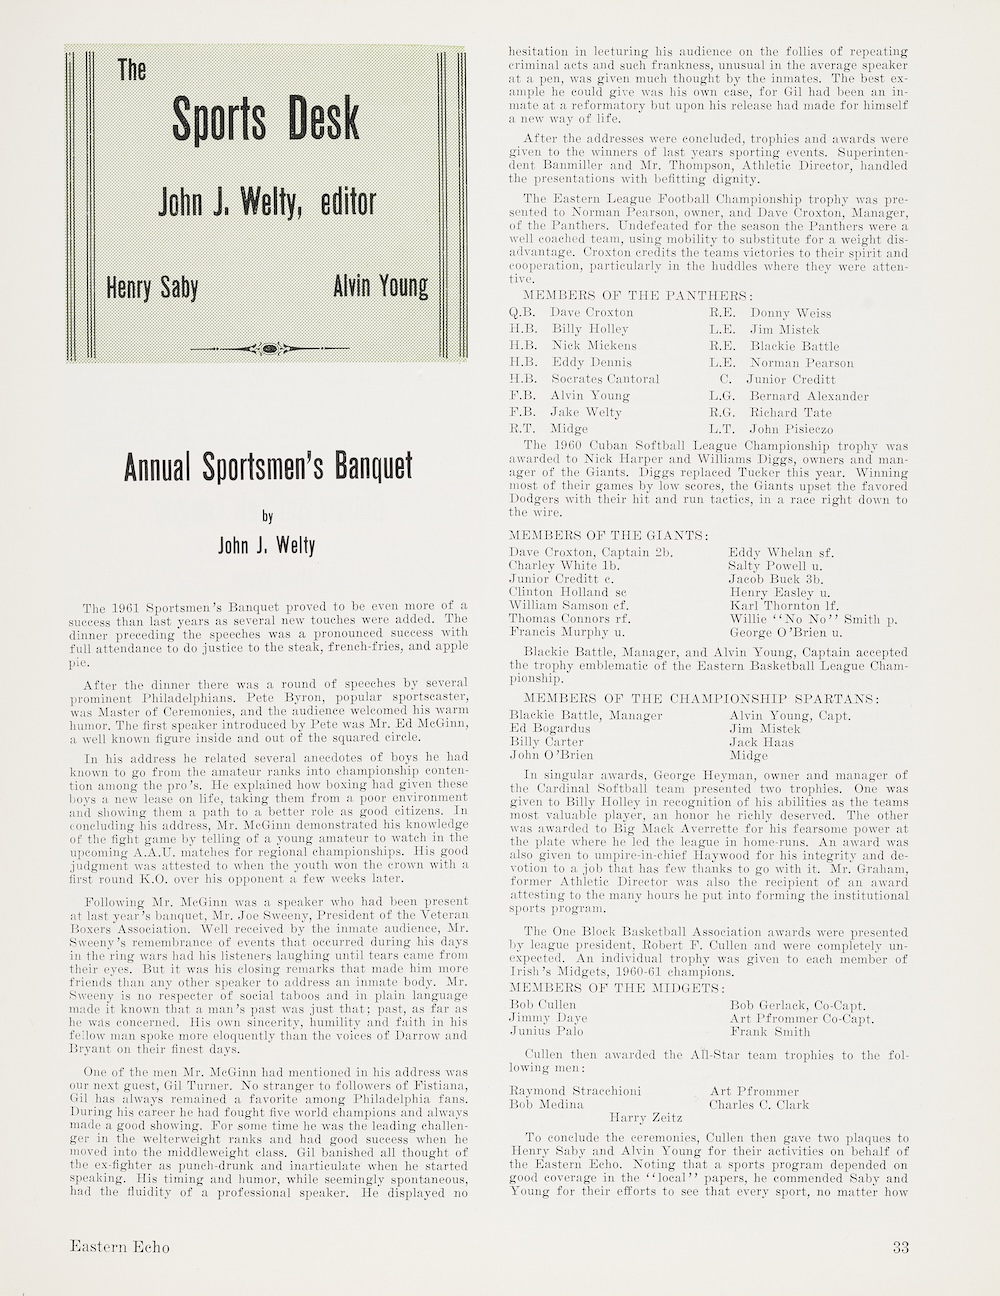 The
Sports Desk
John J. Welty, editor
Henry Saby
Alvin Young
Annual Sportsmen's Banquet
by
John J. Welty
The 1961 Sportsmen's Banquet proved to be even more of a
success than last years as several new touches were added. The
dinner preceding the speeches was a pronounced success with
full attendance to do justice to the steak, french-fries, and apple
pie.
After the dinner there was a round of speeches by several
prominent Philadelphians. Pete Byron, popular sportscaster,
was Master of Ceremonies, and the audience welcomed his warm
humor. The first speaker introduced by Pete was Mr. Ed McGinn,
a well known figure inside and out of the squared circle.
In his address he related several anecdotes of boys he had
known to go from the amateur ranks into championship conten-
tion among the pro's. He explained how boxing had given these
boys a new lease on life, taking them from a poor environment
and showing them a path to a better role as good citizens. In
concluding his address, Mr. McGinn demonstrated his knowledge
of the fight game by telling of a young amateur to watch in the
upcoming A.A.U. matches for regional championships. His good
judgment was attested to when the youth won the crown with a
first round K.O. over his opponent a few weeks later.
Following Mr. McGinn was a speaker who had been present
at last year's banquet, Mr. Joe Sweeny, President of the Veteran
Boxers Association. Well received by the inmate audience, Mr.
Sweeny's remembrance of events that occurred during his days
in the ring wars had his listeners laughing until tears came from
their eyes. But it was his closing remarks that made him more
friends than any other speaker to address an inmate body. Mr.
Sweeny is no respecter of social taboos and in plain language
made it known that a man's past was just that; past, as far as
he was concerned. His own sincerity, humility and faith in his
fellow man spoke more eloquently than the voices of Darrow and
Bryant on their finest days.
One of the men Mr. McGinn had mentioned in his address was
our next guest, Gil Turner. No stranger to followers of Fistiana,
Gil has always remained a favorite among Philadelphia fans.
During his career he had fought five world champions and always
made a good showing. For some time he was the leading challen-
ger in the welterweight ranks and had good success when he
moved into the middleweight class. Gil banished all thought of
the ex-fighter as punch-drunk and inarticulate when he started
speaking. His timing and humor, while seemingly spontaneous,
had the fluidity of a professional speaker. He displayed no
hesitation in lecturing his audience on the follies of repeating
criminal acts and such frankness, unusual in the average speaker
at a pen, was given much thought by the inmates. The best ex-
ample he could give was his own case, for Gil had been an in-
mate at a reformatory but upon his release had made for himself
a new way of life.
After the addresses were concluded, trophies and awards were
given to the winners of last years sporting events. Superinten-
dent Banmiller and Mr. Thompson, Athletic Director, handled
the presentations with befitting dignity.
The Eastern League Football Championship trophy was pre-
sented to Norman Pearson, owner, and Dave Croxton, Manager,
of the Panthers. Undefeated for the season the Panthers were a
well coached team, using mobility to substitute for a weight dis-
advantage. Croxton credits the teams victories to their spirit and
cooperation, particularly in the huddles where they were atten-
tive.
MEMBERS OF THE PANTHERS:
Q.B. Dave Croxton R.E. Donny Weiss
H.B. Billy Holley L.E. Jim Mistek
H.B. Nick Mickens R.E. Blackie Battle
H.B. Eddy Dennis L.E. Norman Pearson
H.B. Socrates Cantoral C. Junior Creditt
F.B. Alvin Young L.G. Bernard Alexander
F.B. Jake Welty R.G. Richard Tate
R.T. Midge L.T. John Pisieczo
The 1960 Cuban Softball League Championship trophy was
awarded to Nick Harper and Williams Diggs, owners and man-
ager of the Giants. Diggs replaced Tucker this year. Winning
most of their games by low scores, the Giants upset the favored
Dodgers with their hit and run tactics, in a race right down to
the wire.
MEMBERS OF THE GIANTS:
Dave Croxton, Captain 2b. Eddy Whelan sf.
Charley White 1b. Salty Powell u.
Junior Creditt c. Jacob Buck 3b.
Clinton Holland sc Henry Easley u.
William Samson cf. Karl Thornton lf.
Thomas Connors rf. Willie "No No" Smith p.
Francis Murphy u. George O'Brien u.
Blackie Battle, Manager, and Alvin Young, Captain accepted
the trophy emblematic of the Eastern Basketball League Cham-
pionship.
MEMBERS OF THE CHAMPIONSHIP SPARTANS:
Blackie Battle, Manager Alvin Young, Capt.
Ed Bogardus Jim Mistek
Billy Carter Jack Haas
John O'Brien Midge
In singular awards, George Heyman, owner and manager of
the Cardinal Softball team presented two trophies. One was
given to Billy Holley in recognition of his abilities as the teams
most valuable player, an honor he richly deserved. The other
was awarded to Big Mack Averrette for his fearsome power at
the plate where he led the league in home-runs. An award was
also given to umpire-in-chief Haywood for his integrity and de-
votion to a job that has few thanks to go with it. Mr. Graham,
former Athletic Director was also the recipient of an award
attesting to the many hours he put into forming the institutional
sports program.
The One Block Basketball Association awards were presented
by league president, Robert F. Cullen and were completely un-
expected. An individual trophy was given to each member of
Irish's Midgets, 1960-61 champions.
MEMBERS OF THE MIDGETS:
Bob Cullen Bob Gerlack, Co-Capt.
Jimmy Daye Art Pfrommer Co-Capt.
Junius Palo Frank Smith
Cullen then awarded the All-Star team trophies to the fol-
lowing men:
Raymond Stracchioni Art Pfrommer
Bob Medina Charles C. Clark
Harry Zeitz
To conclude the ceremonies, Cullen then gave two plaques to
Henry Saby and Alvin Young for their activities on behalf of
the Eastern Echo. Noting that a sports program depended on
good coverage in the "local" papers, he commended Saby and
Young for their efforts to see that every sport, no matter how
Eastern Echo
33